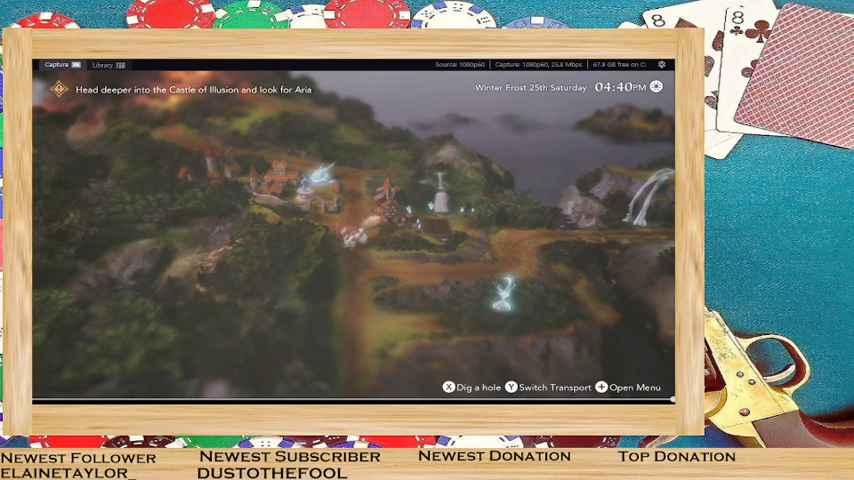 8
8
Capture
Library
Source: 1080p60
Capture: 1080p60, 25.8 Mbps
67.9 GB free on C:
Head deeper into the Castle of Illusion and look for Aria
Winter Frost 25th Saturday
04:40PM
X Dig a hole Y Switch Transport + Open Menu
NEWEST FOLLOWER
ELAINETAYLOR_
NEWEST SUBSCRIBER
DUSTOTHEFOOL
NEWEST DONATION
TOP DONATION